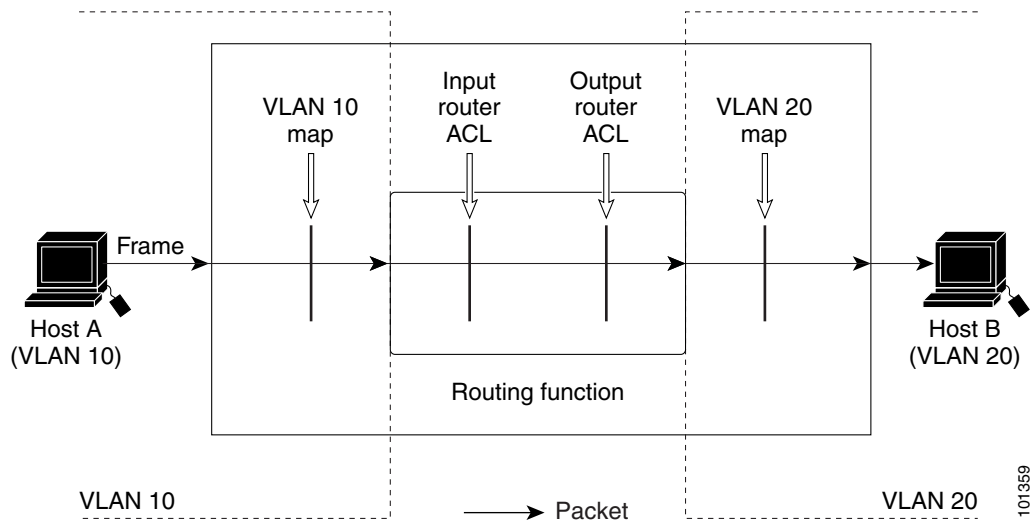 VLAN 10
map
Input
router
ACL
Output
router
ACL
VLAN 20
map
Frame
Host A
(VLAN 10)
Host B
(VLAN 20)
Routing function
VLAN 10
Packet
VLAN 20
101359